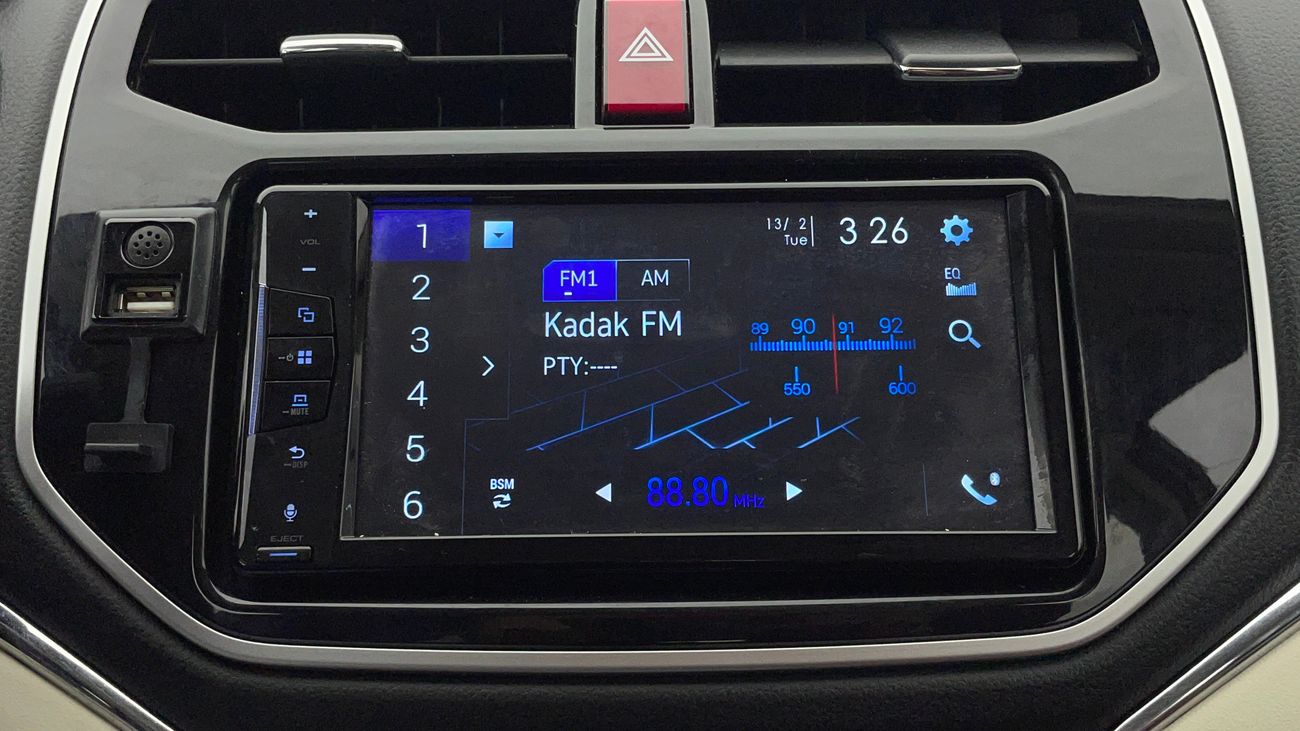 +
VOL
−
MUTE
DISP
EJECT
1
2
3
4
5
6
13/ 2
Tue
3 26
EQ
FM1
AM
Kadak FM
PTY:----
89 90 91 92
550 600
BSM
88.80 MHz